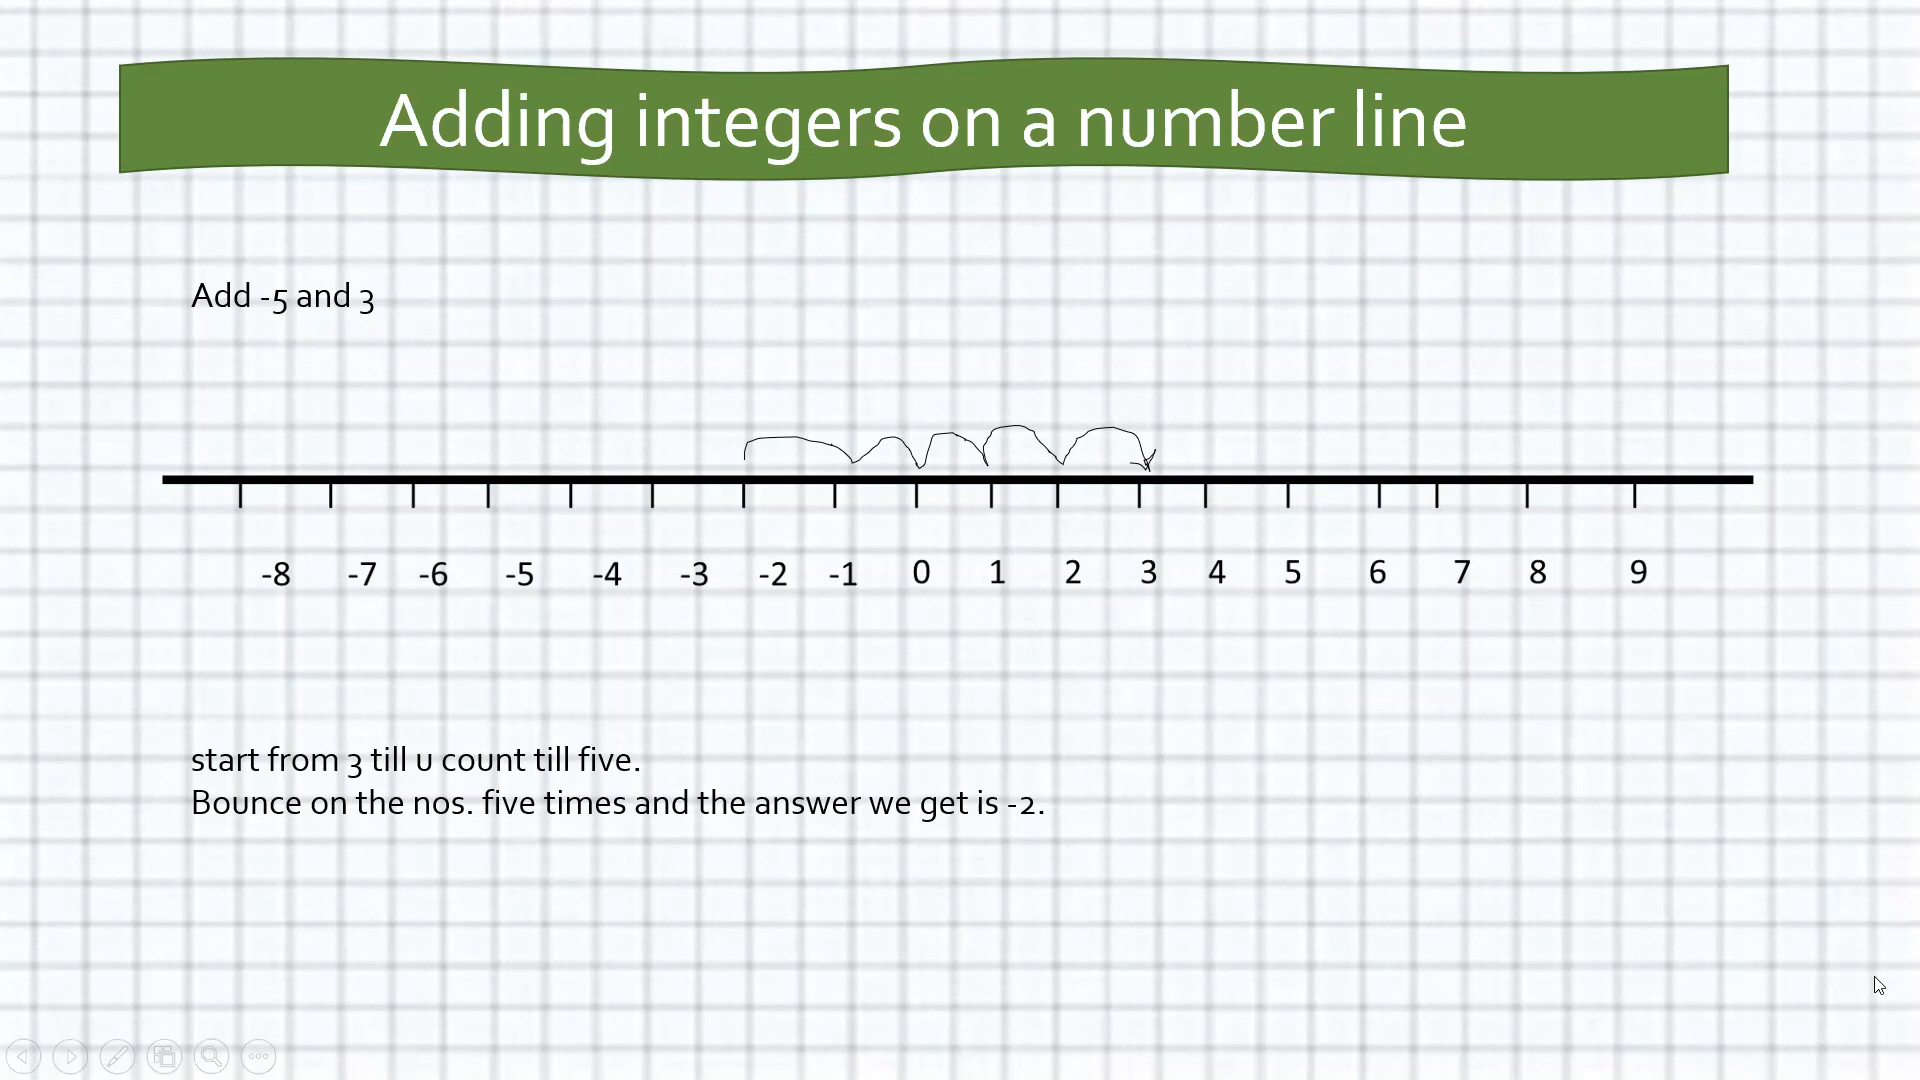 Adding integers on a number line
Add -5 and 3
-8 -7 -6 -5 -4 -3 -2 -1 0 1 2 3 4 5 6 7 8 9
start from 3 till u count till five.
Bounce on the nos. five times and the answer we get is -2.